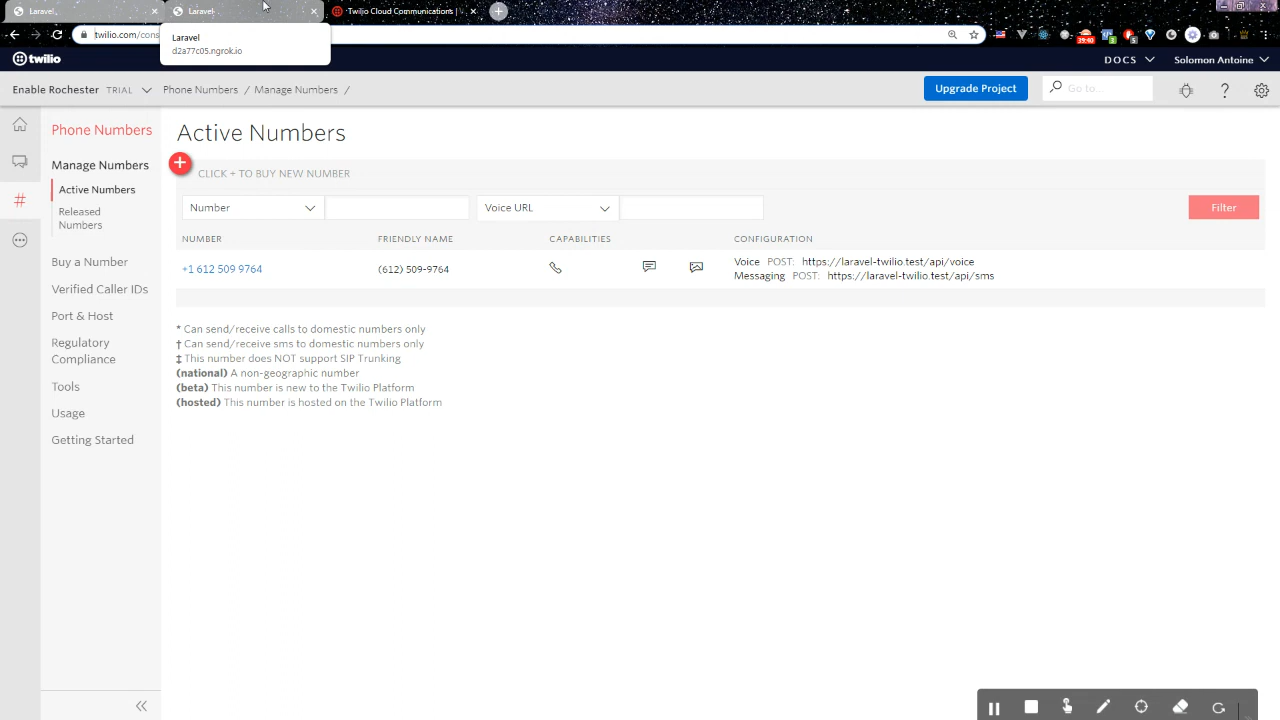 Laravel
Laravel
Twilio Cloud Communications |
twilio.com/cons
Laravel
d2a77c05.ngrok.io
39:40
twilio
DOCS
Solomon Antoine
Enable Rochester TRIAL
Phone Numbers / Manage Numbers /
Upgrade Project
Go to...
Phone Numbers
Manage Numbers
Active Numbers
Released
Numbers
Buy a Number
Verified Caller IDs
Port & Host
Regulatory
Compliance
Tools
Usage
Getting Started
Active Numbers
CLICK + TO BUY NEW NUMBER
Number
Voice URL
Filter
NUMBER FRIENDLY NAME CAPABILITIES CONFIGURATION
+1 612 509 9764 (612) 509-9764
Voice POST: https://laravel-twilio.test/api/voice
Messaging POST: https://laravel-twilio.test/api/sms
* Can send/receive calls to domestic numbers only
† Can send/receive sms to domestic numbers only
‡ This number does NOT support SIP Trunking
(national) A non-geographic number
(beta) This number is new to the Twilio Platform
(hosted) This number is hosted on the Twilio Platform